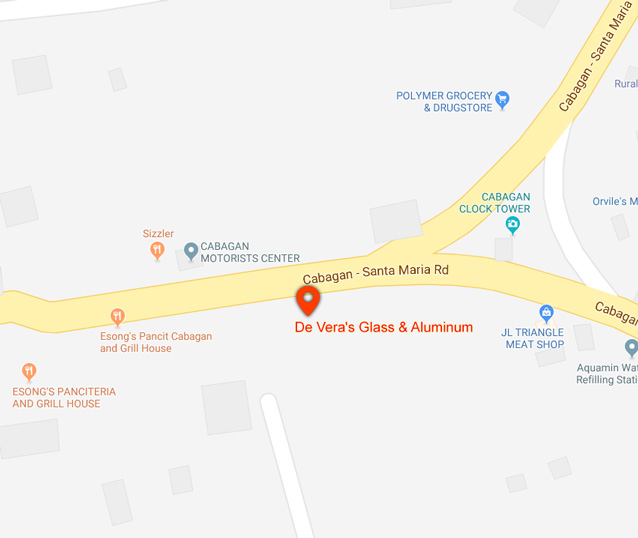 Cabagan - Santa Maria
Rural
POLYMER GROCERY
& DRUGSTORE
CABAGAN
CLOCK TOWER
Orvile's M
Sizzler
CABAGAN
MOTORISTS CENTER
Cabagan - Santa Maria Rd
De Vera's Glass & Aluminum
Cabagan
Esong's Pancit Cabagan
and Grill House
JL TRIANGLE
MEAT SHOP
Aquamin Wat
Refilling Stati
ESONG'S PANCITERIA
AND GRILL HOUSE